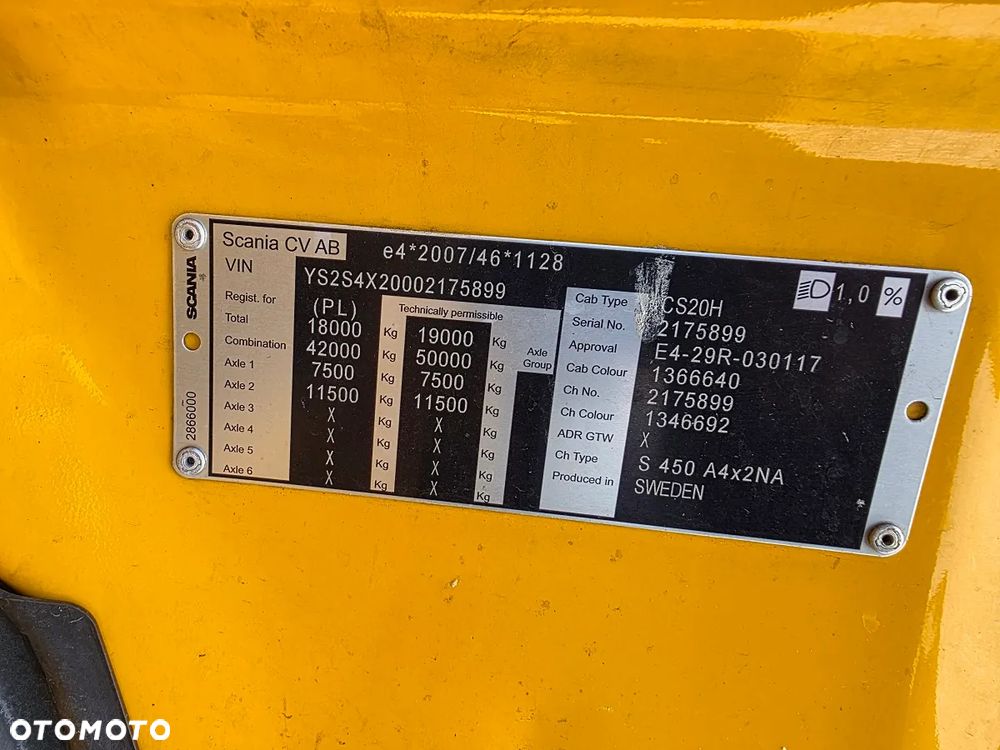 SCANIA
2866000
Scania CV AB e4*2007/46*1128
VIN YS2S4X20002175899
Regist. for (PL) Technically permissible
Total 18000 Kg 19000 Kg
Combination 42000 Kg 50000 Kg
Axle 1 7500 Kg 7500 Kg
Axle 2 11500 Kg 11500 Kg
Axle 3 X Kg X Kg
Axle 4 X Kg X Kg
Axle 5 X Kg X Kg
Axle 6 X Kg X Kg
Axle
Group
Cab Type CS20H
Serial No. 2175899
Approval E4-29R-030117
Cab Colour 1366640
Ch No. 2175899
Ch Colour 1346692
ADR GTW X
Ch Type S 450 A4x2NA
Produced in SWEDEN
1,0 %
OTOMOTO